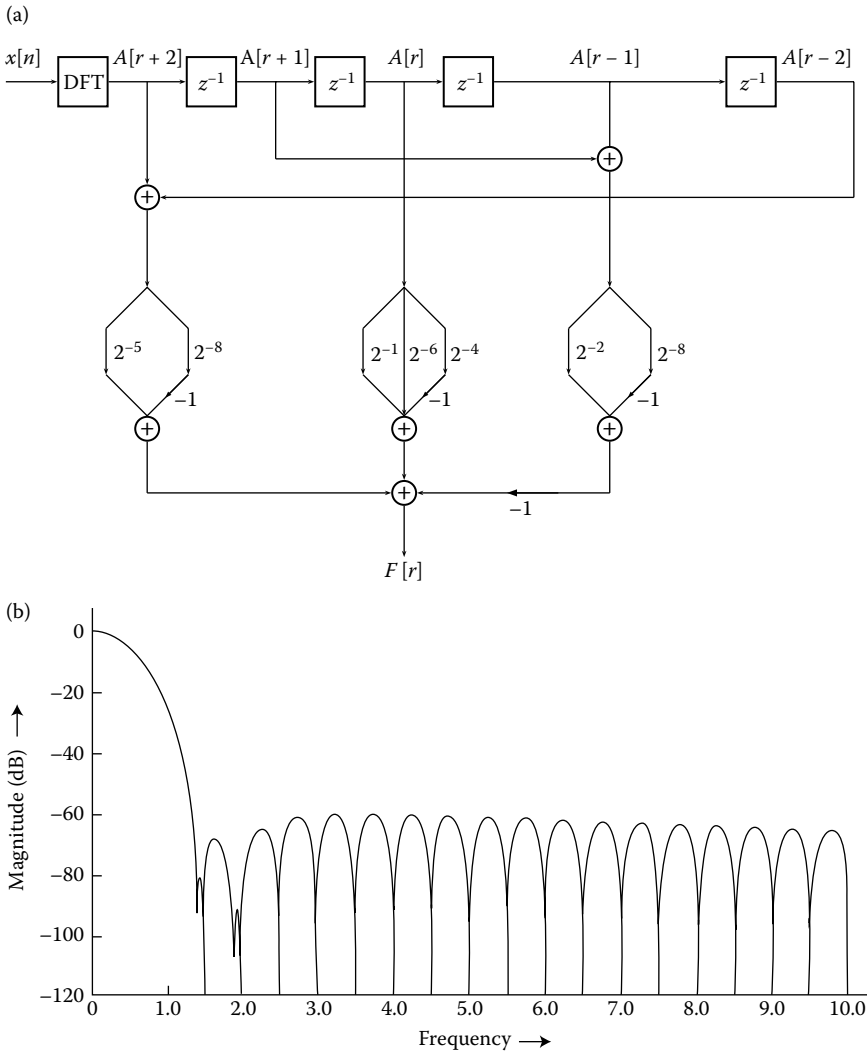 (a)
x[n] A[r + 2] A[r + 1] A[r] A[r − 1] A[r − 2]
DFT z⁻¹ z⁻¹ z⁻¹ z⁻¹
+
+
2⁻⁵ 2⁻⁸ 2⁻¹ 2⁻⁶ 2⁻⁴ 2⁻² 2⁻⁸
−1 −1 −1
+ + +
+
−1
F [r]
(b)
0
−20
−40
−60
−80
−100
−120
Magnitude (dB)
0 1.0 2.0 3.0 4.0 5.0 6.0 7.0 8.0 9.0 10.0
Frequency